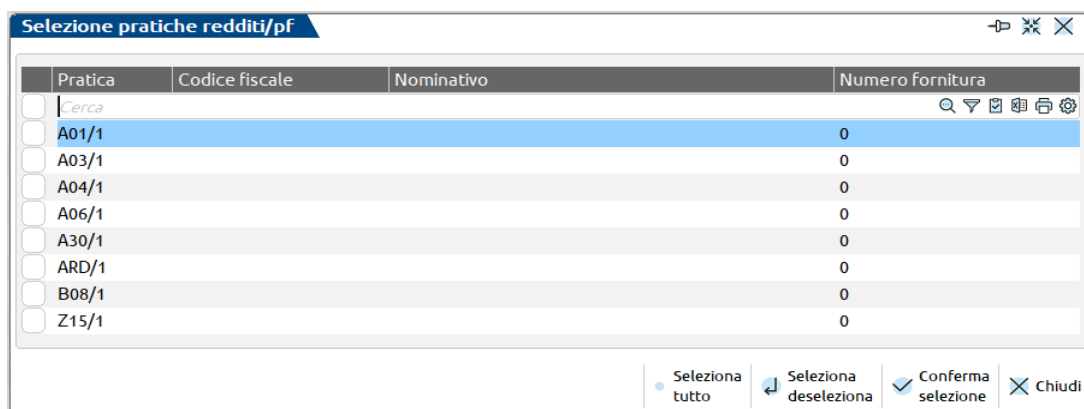 Selezione pratiche redditi/pf
Pratica Codice fiscale Nominativo Numero fornitura
Cerca
A01/1 0
A03/1 0
A04/1 0
A06/1 0
A30/1 0
ARD/1 0
B08/1 0
Z15/1 0
Seleziona tutto
Seleziona deseleziona
Conferma selezione
Chiudi